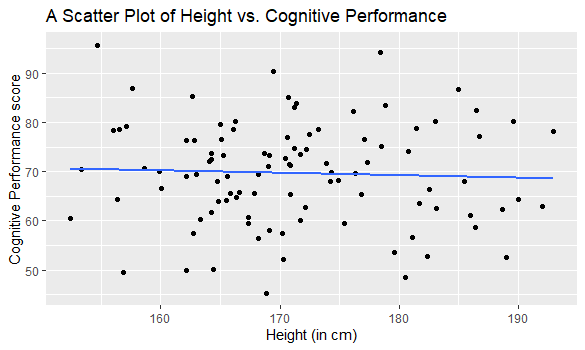 A Scatter Plot of Height vs. Cognitive Performance
Cognitive Performance score
90
80
70
60
50
160 170 180 190
Height (in cm)